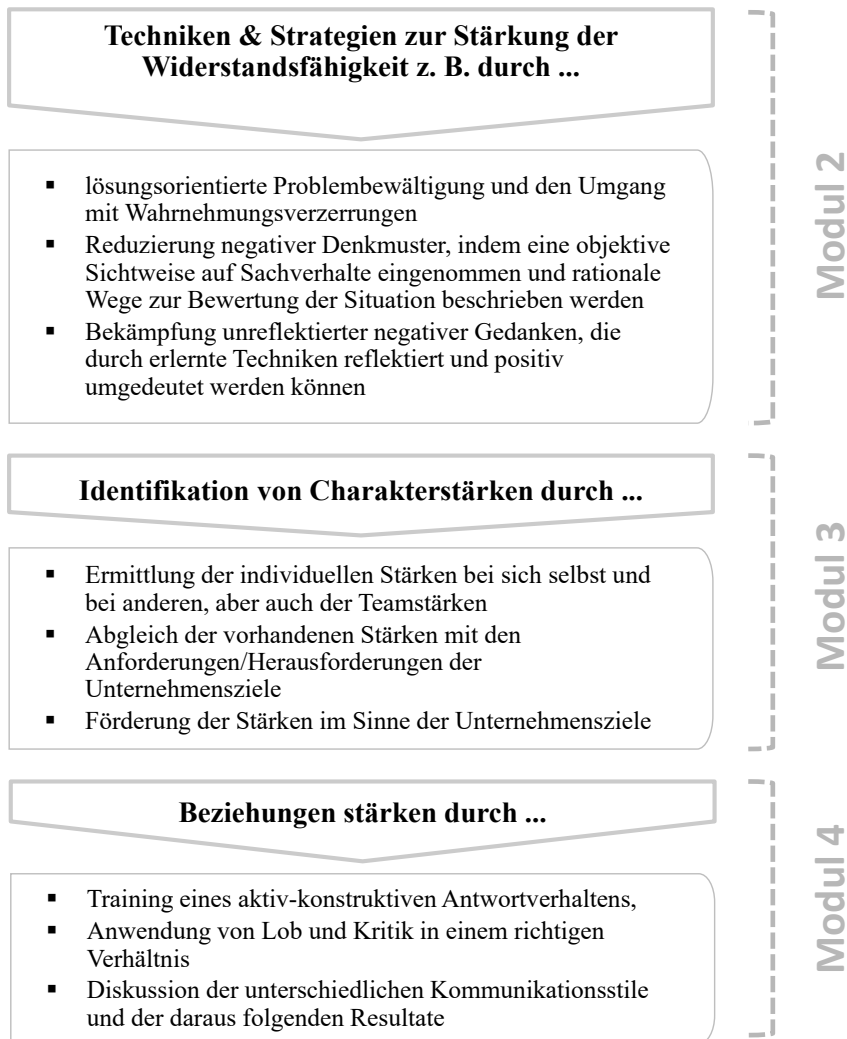 Techniken & Strategien zur Stärkung der
Widerstandsfähigkeit z. B. durch ...
▪ lösungsorientierte Problembewältigung und den Umgang
mit Wahrnehmungsverzerrungen
▪ Reduzierung negativer Denkmuster, indem eine objektive
Sichtweise auf Sachverhalte eingenommen und rationale
Wege zur Bewertung der Situation beschrieben werden
▪ Bekämpfung unreflektierter negativer Gedanken, die
durch erlernte Techniken reflektiert und positiv
umgedeutet werden können
Modul 2
Identifikation von Charakterstärken durch ...
▪ Ermittlung der individuellen Stärken bei sich selbst und
bei anderen, aber auch der Teamstärken
▪ Abgleich der vorhandenen Stärken mit den
Anforderungen/Herausforderungen der
Unternehmensziele
▪ Förderung der Stärken im Sinne der Unternehmensziele
Modul 3
Beziehungen stärken durch ...
▪ Training eines aktiv-konstruktiven Antwortverhaltens,
▪ Anwendung von Lob und Kritik in einem richtigen
Verhältnis
▪ Diskussion der unterschiedlichen Kommunikationsstile
und der daraus folgenden Resultate
Modul 4